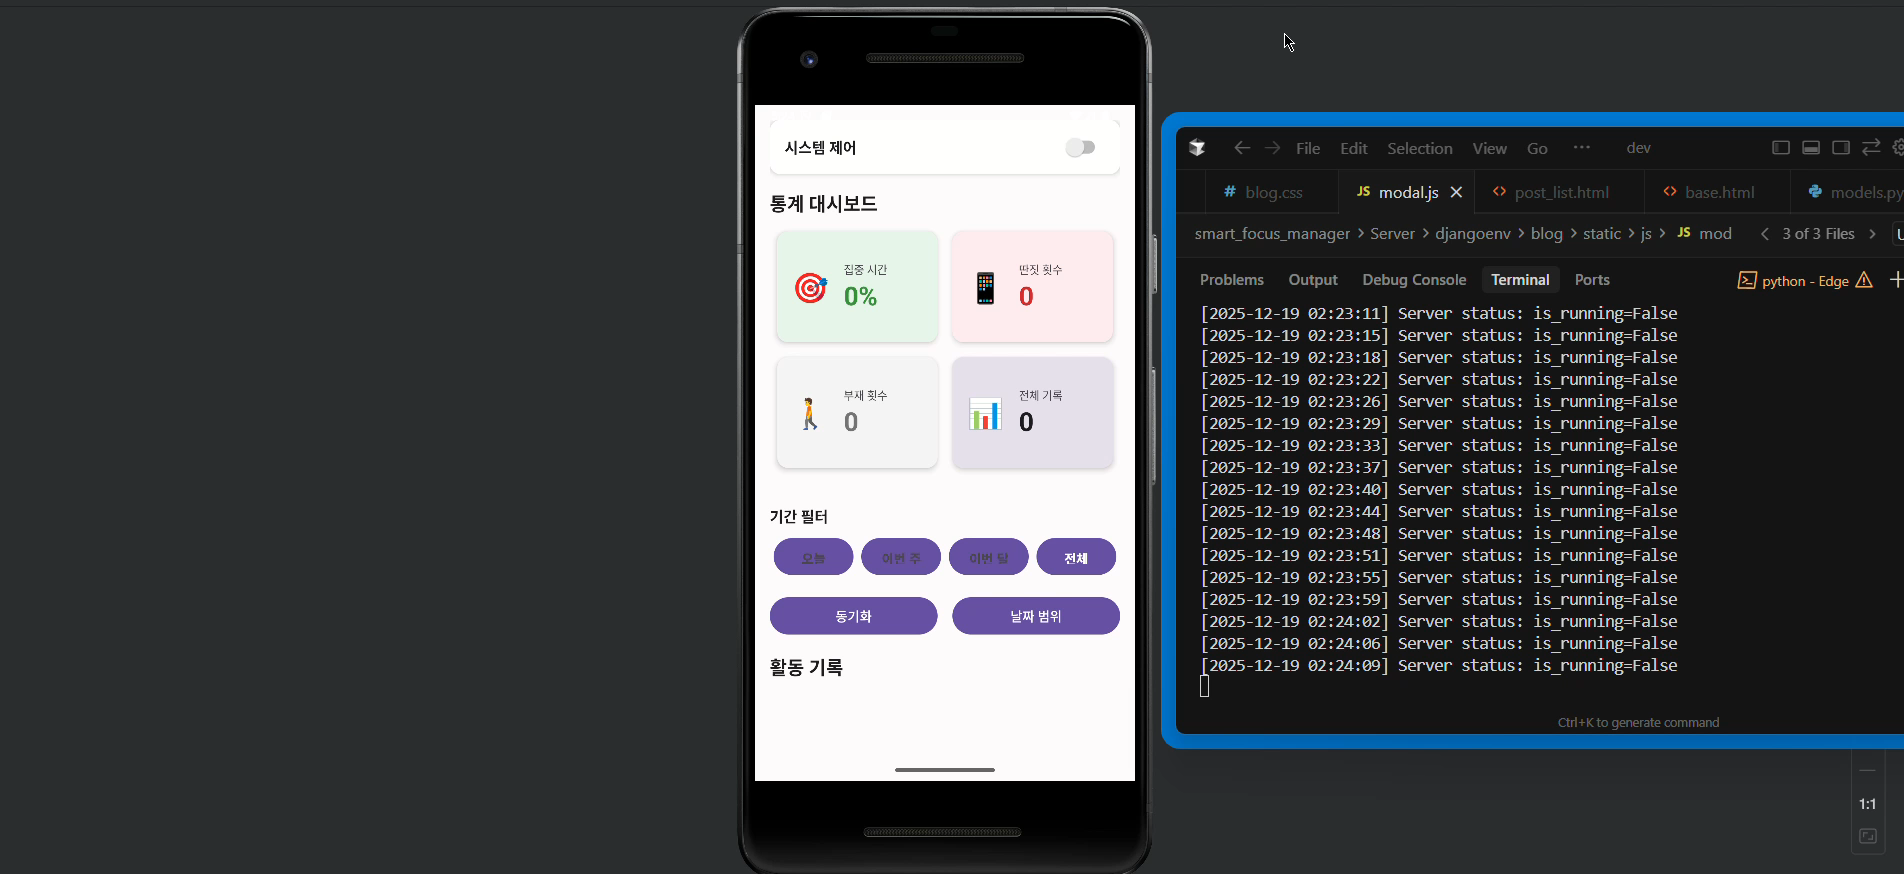 시스템 제어
통계 대시보드
집중 시간
0%
딴짓 횟수
0
부재 횟수
0
전체 기록
0
기간 필터
오늘
이번 주
이번 달
전체
동기화
날짜 범위
활동 기록
File Edit Selection View Go ··· dev
# blog.css
JS modal.js
<> post_list.html
<> base.html
models.py
smart_focus_manager > Server > djangoenv > blog > static > js > JS mod
3 of 3 Files
Problems Output Debug Console Terminal Ports
python - Edge
[2025-12-19 02:23:11] Server status: is_running=False
[2025-12-19 02:23:15] Server status: is_running=False
[2025-12-19 02:23:18] Server status: is_running=False
[2025-12-19 02:23:22] Server status: is_running=False
[2025-12-19 02:23:26] Server status: is_running=False
[2025-12-19 02:23:29] Server status: is_running=False
[2025-12-19 02:23:33] Server status: is_running=False
[2025-12-19 02:23:37] Server status: is_running=False
[2025-12-19 02:23:40] Server status: is_running=False
[2025-12-19 02:23:44] Server status: is_running=False
[2025-12-19 02:23:48] Server status: is_running=False
[2025-12-19 02:23:51] Server status: is_running=False
[2025-12-19 02:23:55] Server status: is_running=False
[2025-12-19 02:23:59] Server status: is_running=False
[2025-12-19 02:24:02] Server status: is_running=False
[2025-12-19 02:24:06] Server status: is_running=False
[2025-12-19 02:24:09] Server status: is_running=False
Ctrl+K to generate command
1:1